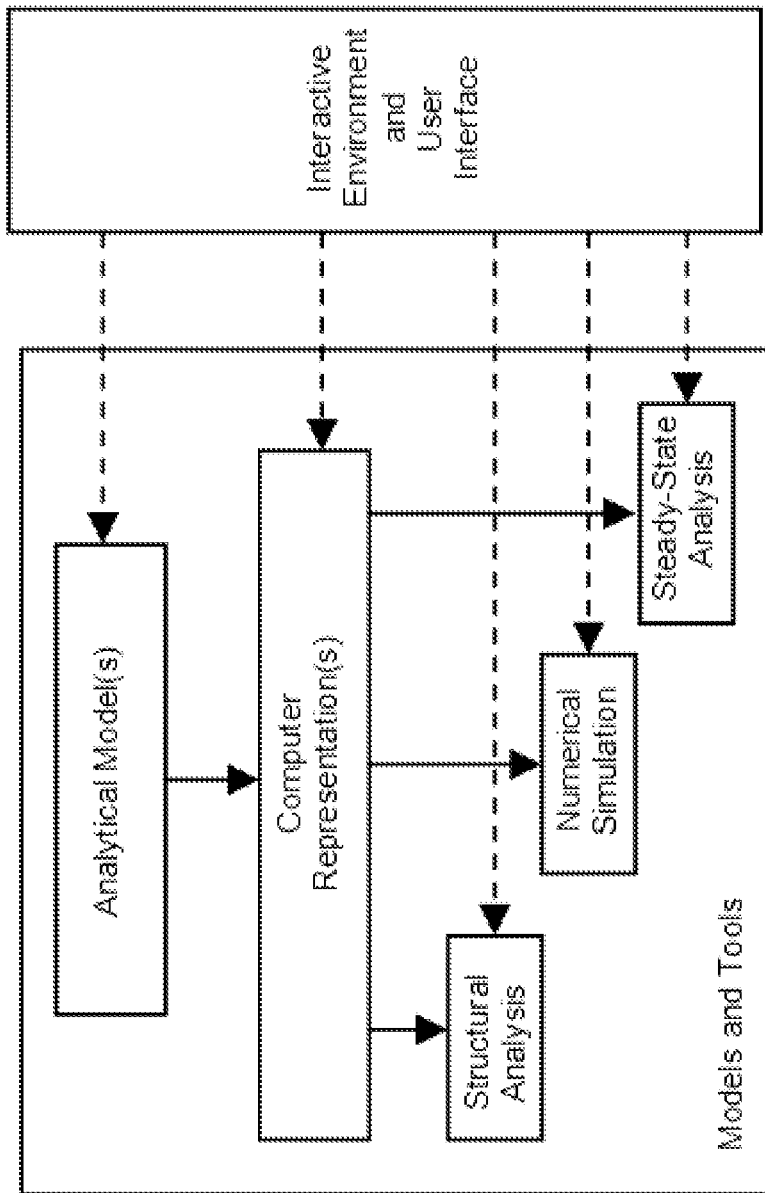 Analytical Model(s)
Computer
Representation(s)
Structural
Analysis
Numerical
Simulation
Steady-State
Analysis
Models and Tools
Interactive
Environment
and
User
Interface